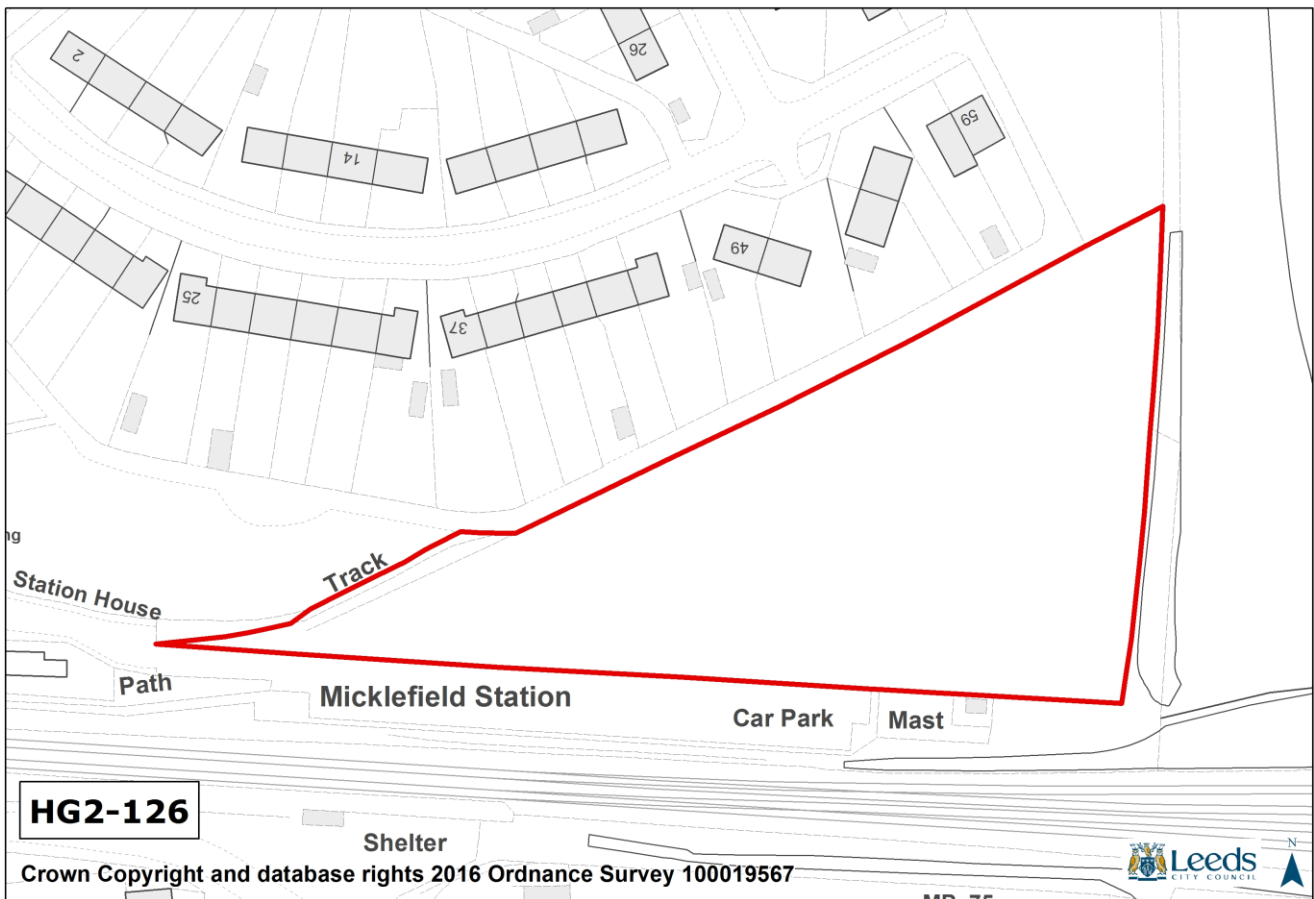 2
26
59
14
49
25
37
ng
Track
Station House
Path
Micklefield Station
Car Park
Mast
HG2-126
Shelter
Leeds
CITY COUNCIL
N
Crown Copyright and database rights 2016 Ordnance Survey 100019567